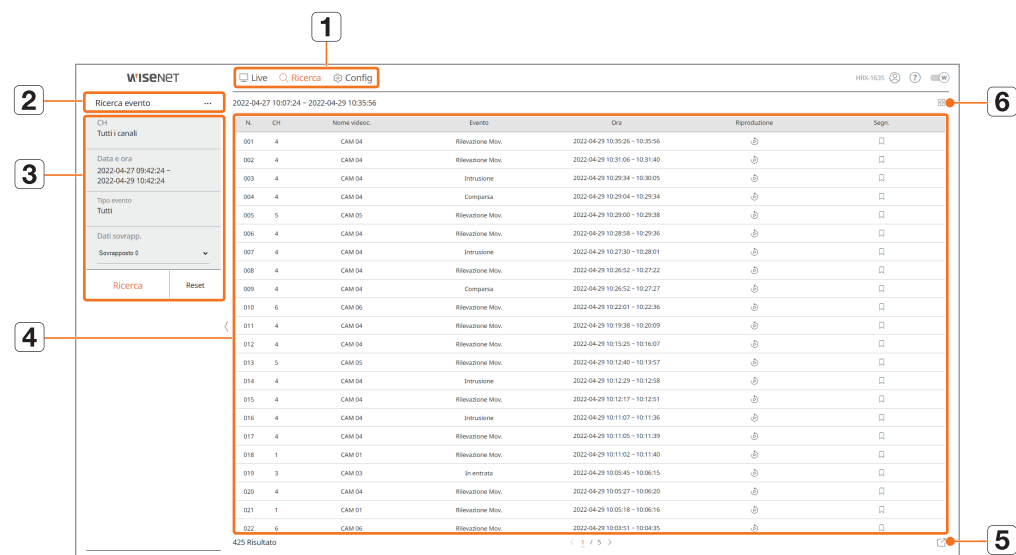 1
WISENET
Live Ricerca Config
HRX-1635 ? W
2
Ricerca evento ...
2022-04-27 10:07:24 ~ 2022-04-29 10:35:56
6
3
CH
Tutti i canali
Data e ora
2022-04-27 09:42:24 ~
2022-04-29 10:42:24
Tipo evento
Tutti
Dati sovrapp.
Sovrapposto 0
Ricerca Reset
4
N. CH Nome videoc. Evento Ora Riproduzione Segn.
001 4 CAM 04 Rilevazione Mov. 2022-04-29 10:35:26 ~ 10:35:56
002 4 CAM 04 Rilevazione Mov. 2022-04-29 10:31:06 ~ 10:31:40
003 4 CAM 04 Intrusione 2022-04-29 10:29:34 ~ 10:30:05
004 4 CAM 04 Comparsa 2022-04-29 10:29:04 ~ 10:29:34
005 5 CAM 05 Rilevazione Mov. 2022-04-29 10:29:00 ~ 10:29:38
006 4 CAM 04 Rilevazione Mov. 2022-04-29 10:28:58 ~ 10:29:36
007 4 CAM 04 Intrusione 2022-04-29 10:27:30 ~ 10:28:01
008 4 CAM 04 Rilevazione Mov. 2022-04-29 10:26:52 ~ 10:27:22
009 4 CAM 04 Comparsa 2022-04-29 10:26:52 ~ 10:27:27
010 6 CAM 06 Rilevazione Mov. 2022-04-29 10:22:01 ~ 10:22:36
011 4 CAM 04 Rilevazione Mov. 2022-04-29 10:19:38 ~ 10:20:09
012 4 CAM 04 Rilevazione Mov. 2022-04-29 10:15:25 ~ 10:16:07
013 5 CAM 05 Rilevazione Mov. 2022-04-29 10:12:40 ~ 10:13:57
014 4 CAM 04 Intrusione 2022-04-29 10:12:29 ~ 10:12:58
015 4 CAM 04 Rilevazione Mov. 2022-04-29 10:12:17 ~ 10:12:51
016 4 CAM 04 Intrusione 2022-04-29 10:11:07 ~ 10:11:36
017 4 CAM 04 Rilevazione Mov. 2022-04-29 10:11:05 ~ 10:11:39
018 1 CAM 01 Rilevazione Mov. 2022-04-29 10:11:02 ~ 10:11:40
019 3 CAM 03 In entrata 2022-04-29 10:05:45 ~ 10:06:15
020 4 CAM 04 Rilevazione Mov. 2022-04-29 10:05:27 ~ 10:06:20
021 1 CAM 01 Rilevazione Mov. 2022-04-29 10:05:18 ~ 10:06:16
022 6 CAM 06 Rilevazione Mov. 2022-04-29 10:03:51 ~ 10:04:35
425 Risultato < 1 / 5 >
5